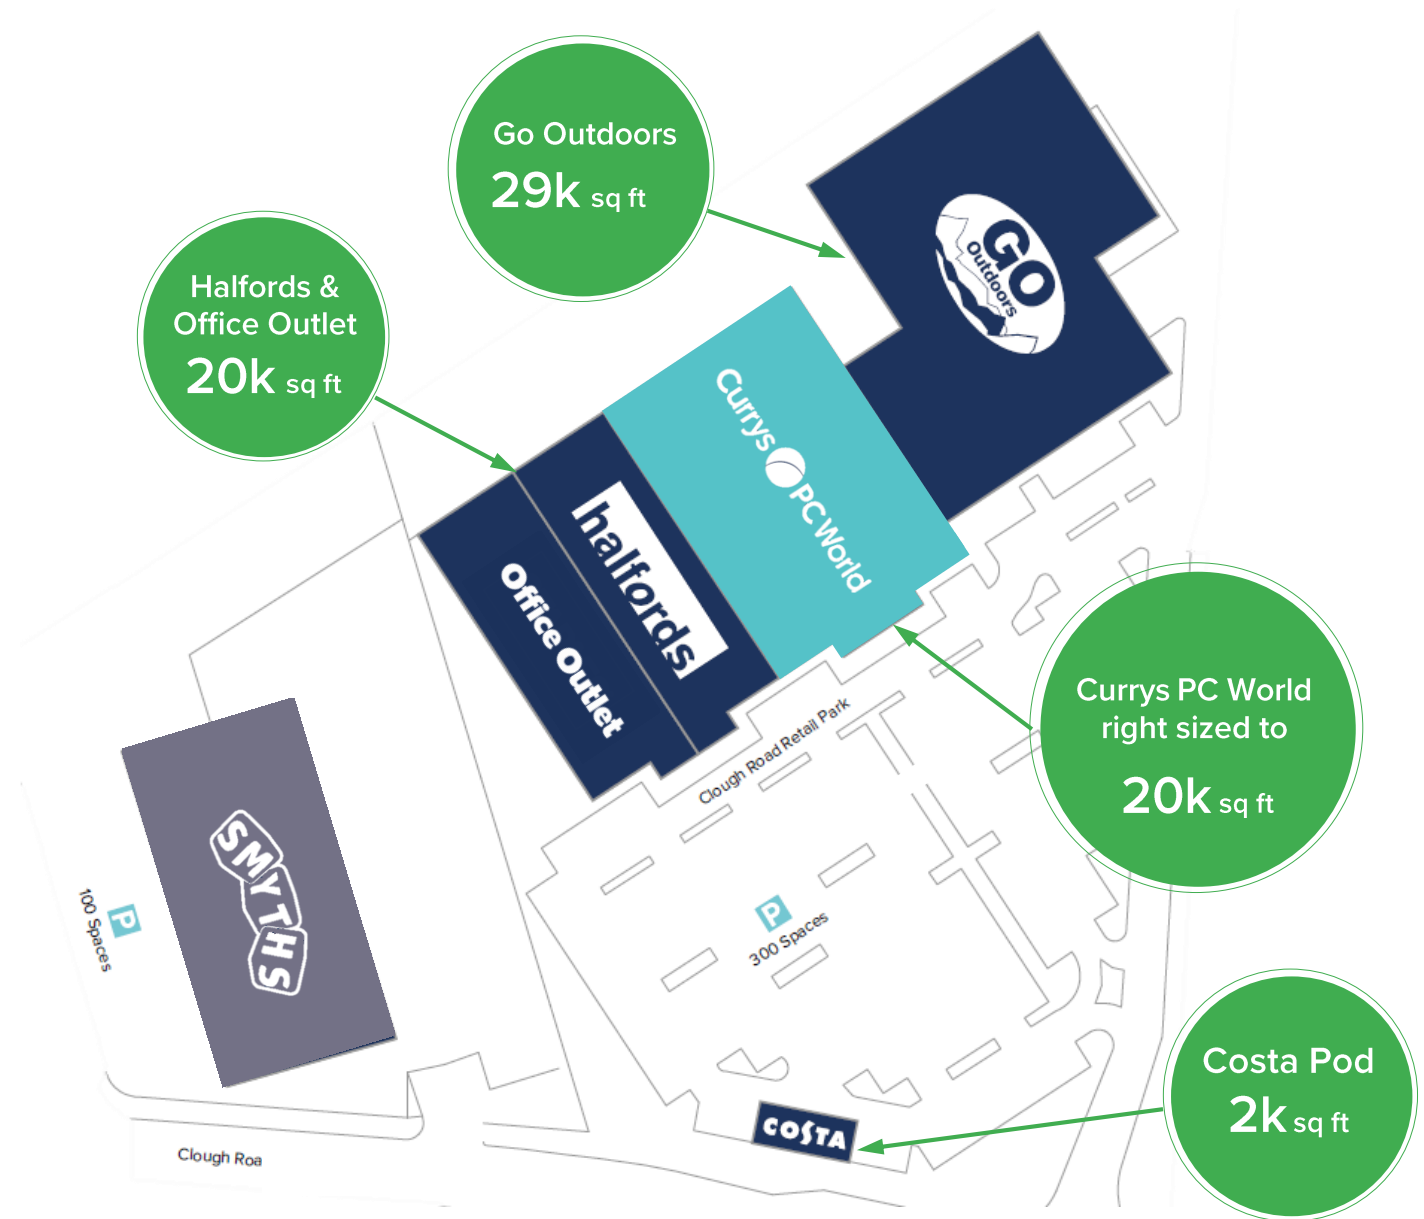 Go Outdoors
29k sq ft
Halfords &
Office Outlet
20k sq ft
GO
Outdoors
Currys
PC World
halfords
Office Outlet
Currys PC World
right sized to
20k sq ft
Clough Road Retail Park
SMYTHS
P
100 Spaces
P
300 Spaces
Costa Pod
2k sq ft
COSTA
Clough Roa